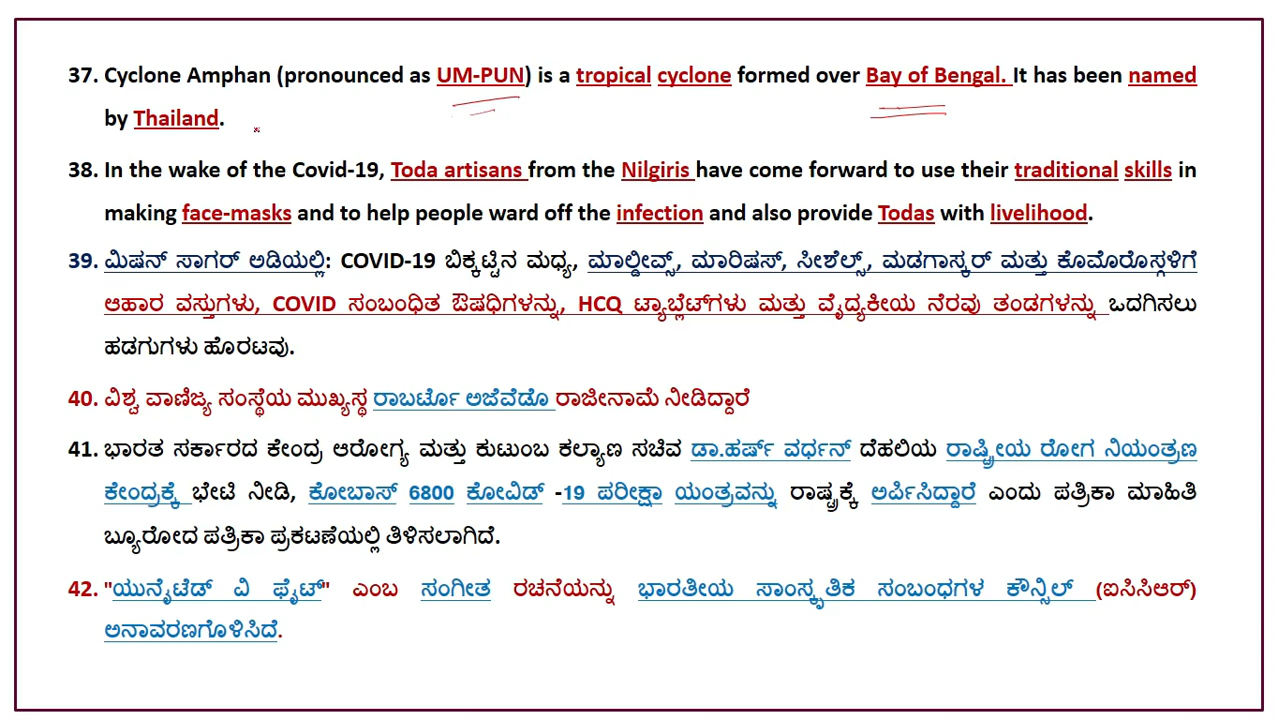 37. Cyclone Amphan (pronounced as UM-PUN) is a tropical cyclone formed over Bay of Bengal. It has been named
by Thailand.
38. In the wake of the Covid-19, Toda artisans from the Nilgiris have come forward to use their traditional skills in
making face-masks and to help people ward off the infection and also provide Todas with livelihood.
39. ಮಿಷನ್ ಸಾಗರ್ ಅಡಿಯಲ್ಲಿ: COVID-19 ಬಿಕ್ಕಟ್ಟಿನ ಮಧ್ಯ, ಮಾಲ್ಡೀವ್ಸ್, ಮಾರಿಷಸ್, ಸೀಶೆಲ್ಸ್, ಮಡಗಾಸ್ಕರ್ ಮತ್ತು ಕೊಮೊರೊಸ್ಗಳಿಗೆ
ಆಹಾರ ವಸ್ತುಗಳು, COVID ಸಂಬಂಧಿತ ಔಷಧಿಗಳನ್ನು, HCQ ಟ್ಯಾಬ್ಲೆಟ್‌ಗಳು ಮತ್ತು ವೈದ್ಯಕೀಯ ನೆರವು ತಂಡಗಳನ್ನು ಒದಗಿಸಲು
ಹಡಗುಗಳು ಹೊರಟವು.
40. ವಿಶ್ವ ವಾಣಿಜ್ಯ ಸಂಸ್ಥೆಯ ಮುಖ್ಯಸ್ಥ ರಾಬರ್ಟೊ ಅಜೆವೆಡೊ ರಾಜೀನಾಮೆ ನೀಡಿದ್ದಾರೆ
41. ಭಾರತ ಸರ್ಕಾರದ ಕೇಂದ್ರ ಆರೋಗ್ಯ ಮತ್ತು ಕುಟುಂಬ ಕಲ್ಯಾಣ ಸಚಿವ ಡಾ.ಹರ್ಷ್ ವರ್ಧನ್ ದೆಹಲಿಯ ರಾಷ್ಟ್ರೀಯ ರೋಗ ನಿಯಂತ್ರಣ
ಕೇಂದ್ರಕ್ಕೆ ಭೇಟಿ ನೀಡಿ, ಕೋಬಾಸ್ 6800 ಕೋವಿಡ್ -19 ಪರೀಕ್ಷಾ ಯಂತ್ರವನ್ನು ರಾಷ್ಟ್ರಕ್ಕೆ ಅರ್ಪಿಸಿದ್ದಾರೆ ಎಂದು ಪತ್ರಿಕಾ ಮಾಹಿತಿ
ಬ್ಯೂರೋದ ಪತ್ರಿಕಾ ಪ್ರಕಟಣೆಯಲ್ಲಿ ತಿಳಿಸಲಾಗಿದೆ.
42. "ಯುನೈಟೆಡ್ ವಿ ಫೈಟ್" ಎಂಬ ಸಂಗೀತ ರಚನೆಯನ್ನು ಭಾರತೀಯ ಸಾಂಸ್ಕೃತಿಕ ಸಂಬಂಧಗಳ ಕೌನ್ಸಿಲ್ (ಐಸಿಸಿಆರ್)
ಅನಾವರಣಗೊಳಿಸಿದೆ.